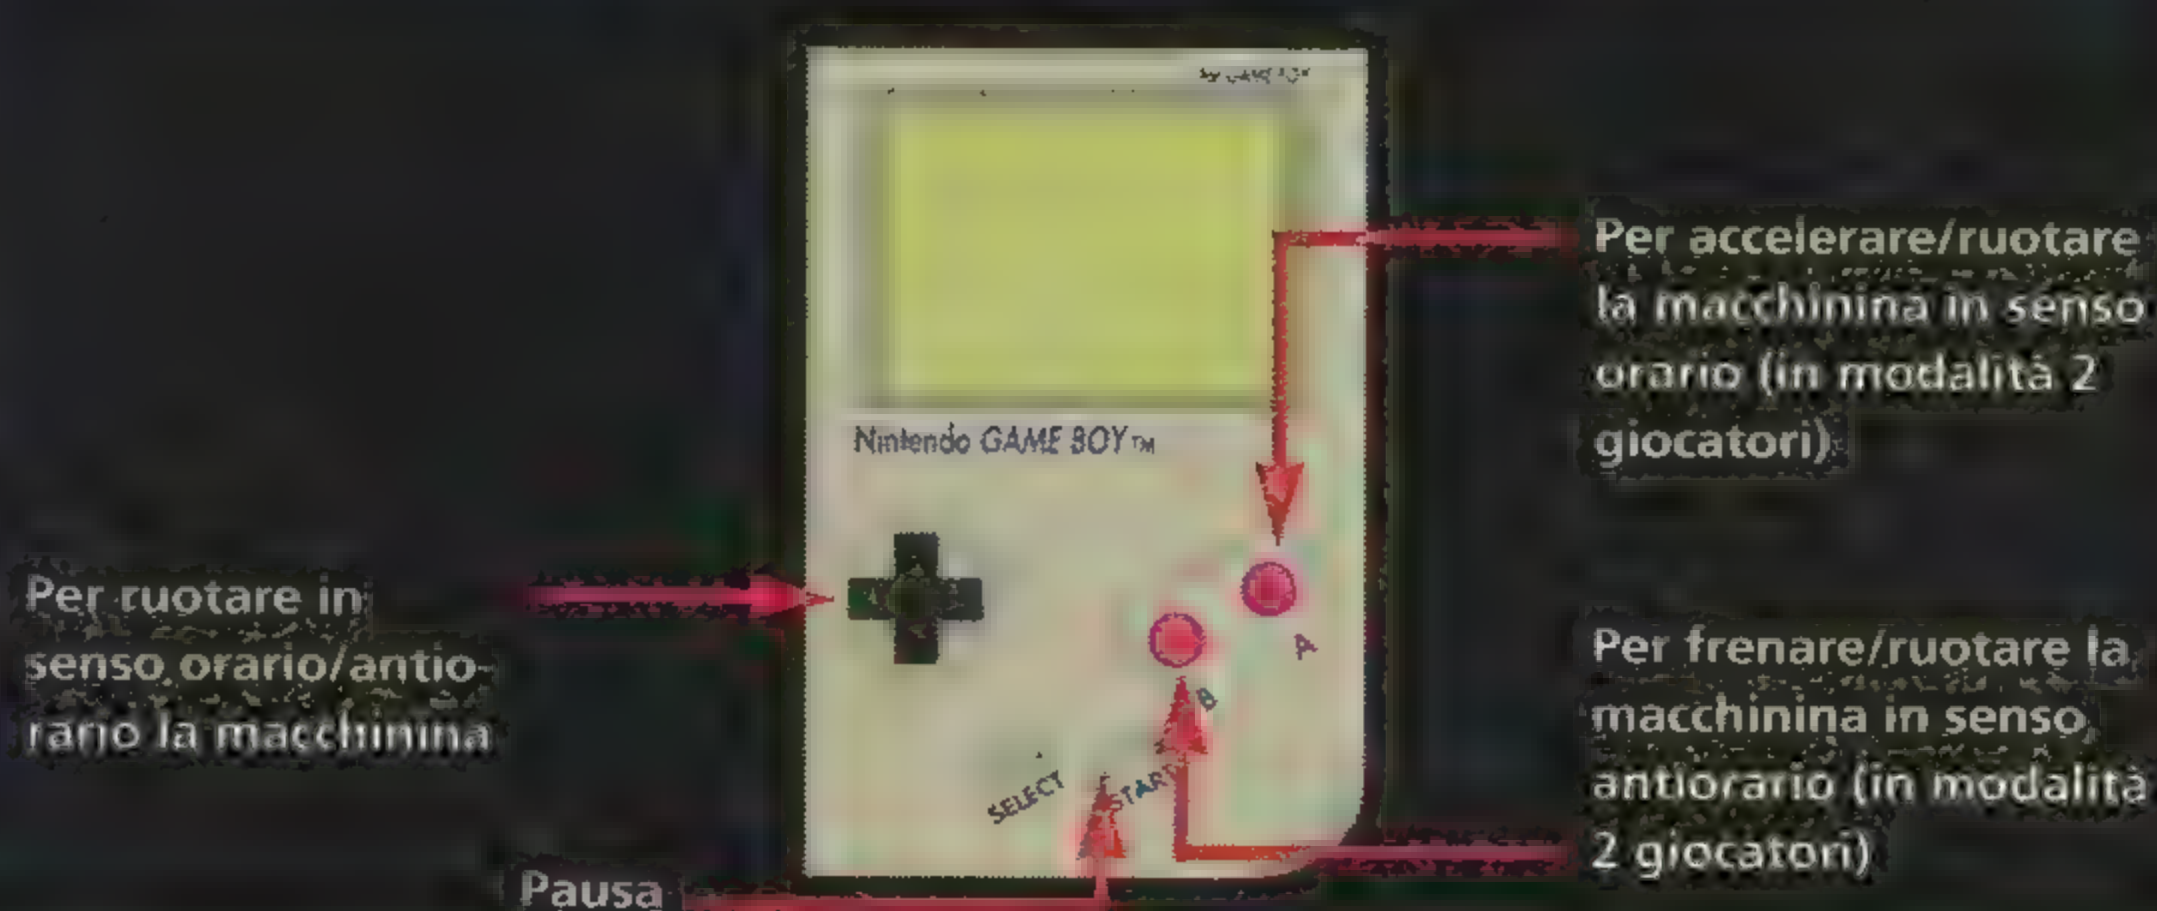 Per accelerare/ruotare
la macchinina in senso
orario (in modalità 2
giocatori)
Nintendo GAME BOY™
Per ruotare in
senso orario/antio-
rario la macchinina
A
B
Per frenare/ruotare la
macchinina in senso
antiorario (in modalità
2 giocatori)
SELECT
START
Pausa